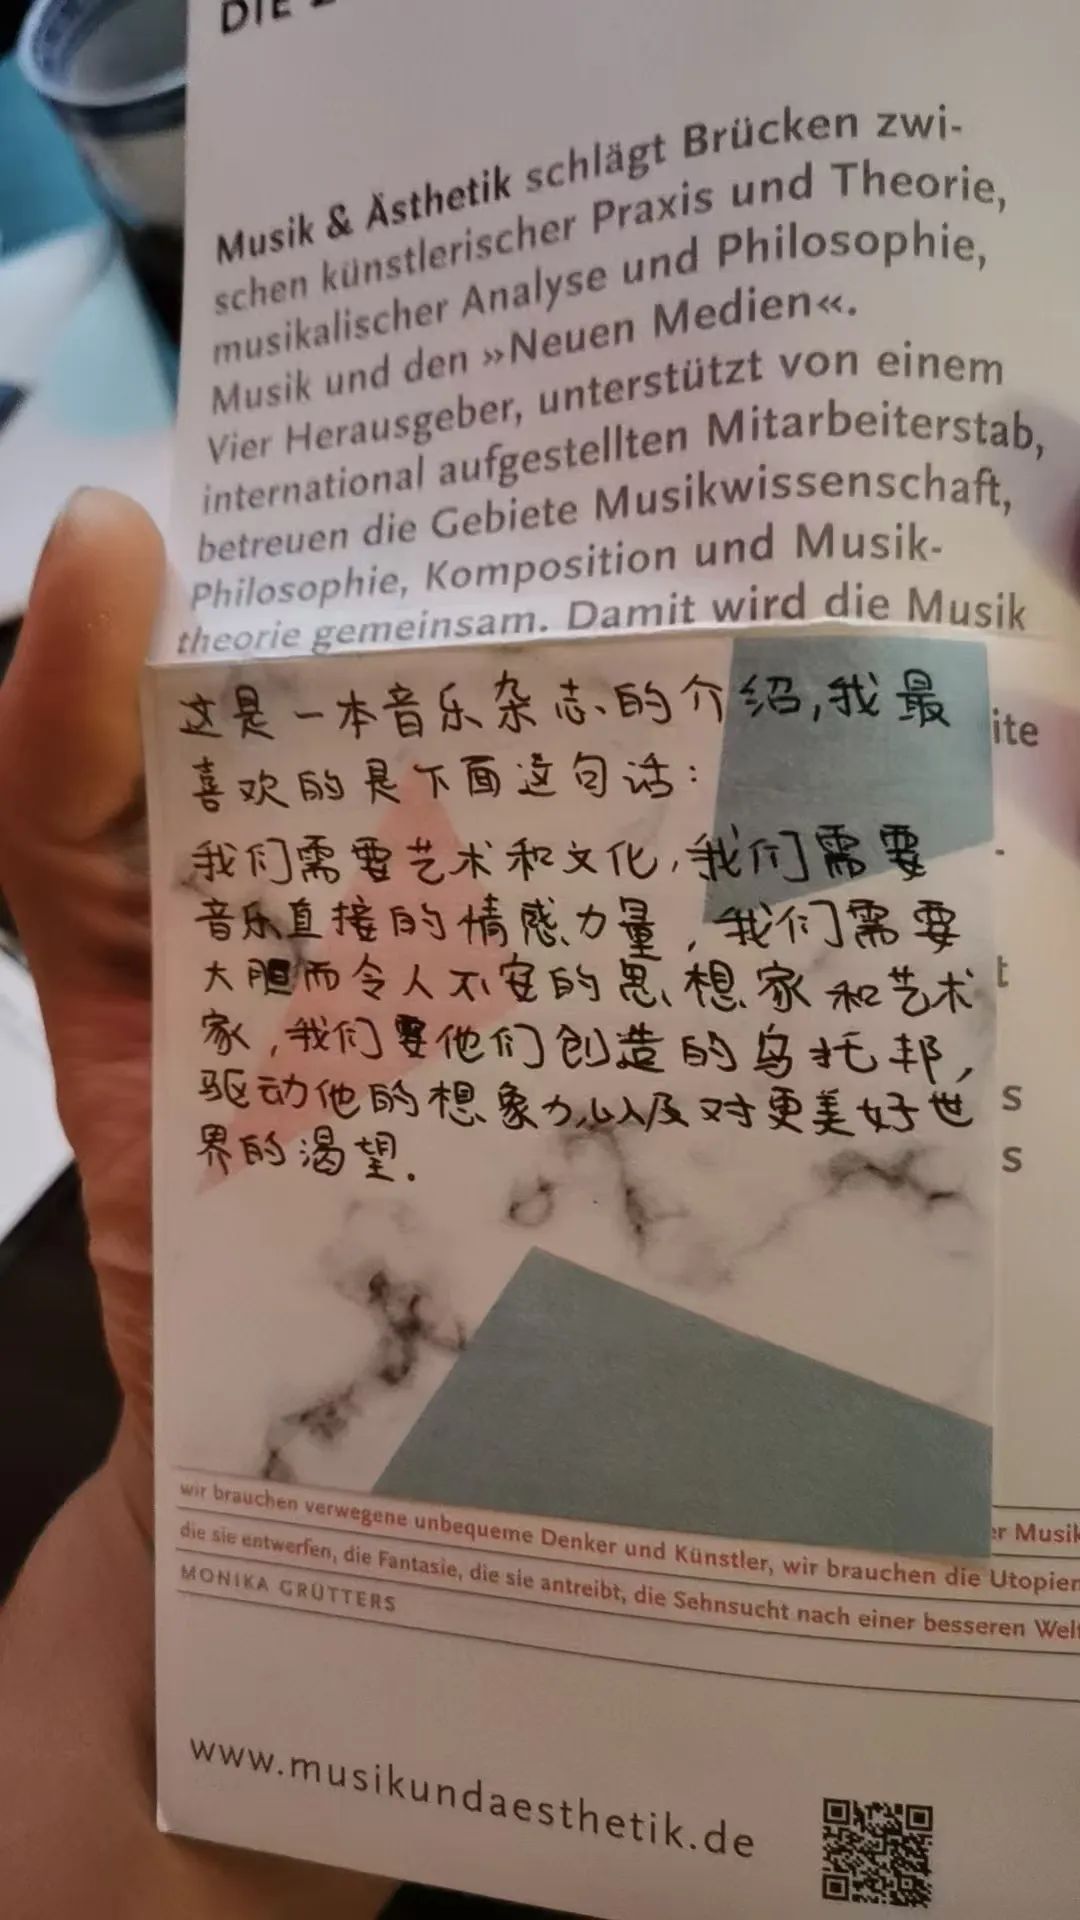 DIE
Musik & Ästhetik schlägt Brücken zwi-
schen künstlerischer Praxis und Theorie,
musikalischer Analyse und Philosophie,
Musik und den »Neuen Medien«.
Vier Herausgeber, unterstützt von einem
international aufgestellten Mitarbeiterstab,
betreuen die Gebiete Musikwissenschaft,
Philosophie, Komposition und Musik-
theorie gemeinsam. Damit wird die Musik
这是一本音乐杂志的介绍,我最
ite
喜欢的是下面这句话:
我们需要艺术和文化,我们需要
-
音乐直接的情感力量,我们需要
大胆而令人不安的思想家和艺术
t
家,我们要他们创造的乌托邦,
驱动他的想象力,以及对更美好世
s
界的渴望.
s
er Musik
wir brauchen verwegene unbequeme Denker und Künstler, wir brauchen die Utopien
die sie entwerfen, die Fantasie, die sie antreibt, die Sehnsucht nach einer besseren Welt
MONIKA GRÜTTERS
www.musikundaesthetik.de